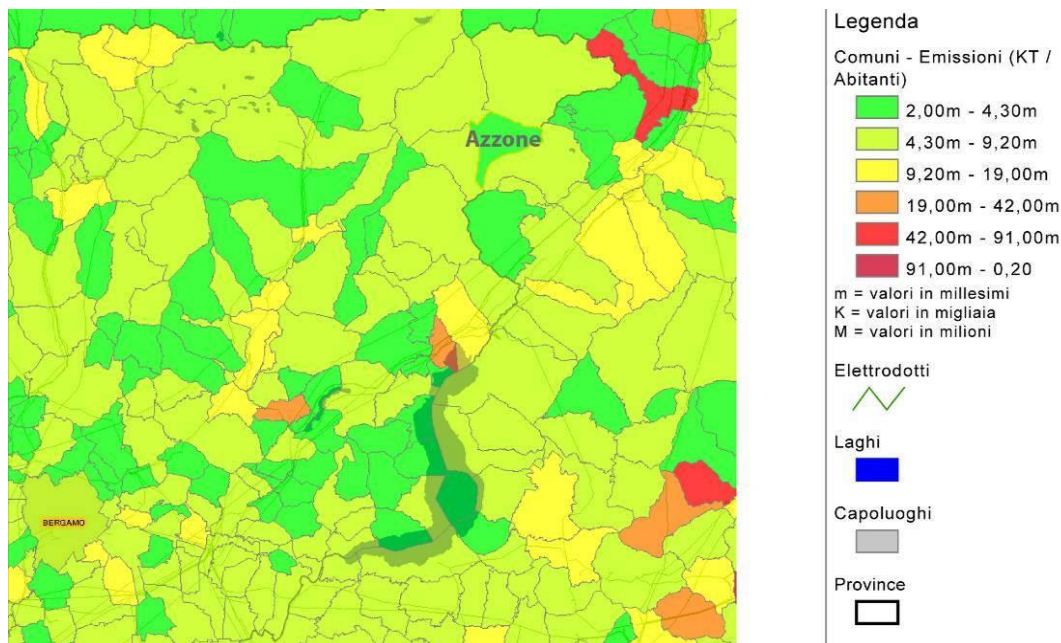 Azzone
BERGAMO
Legenda
Comuni - Emissioni (KT /
Abitanti)
2,00m - 4,30m
4,30m - 9,20m
9,20m - 19,00m
19,00m - 42,00m
42,00m - 91,00m
91,00m - 0,20
m = valori in millesimi
K = valori in migliaia
M = valori in milioni
Elettrodotti
Laghi
Capoluoghi
Province